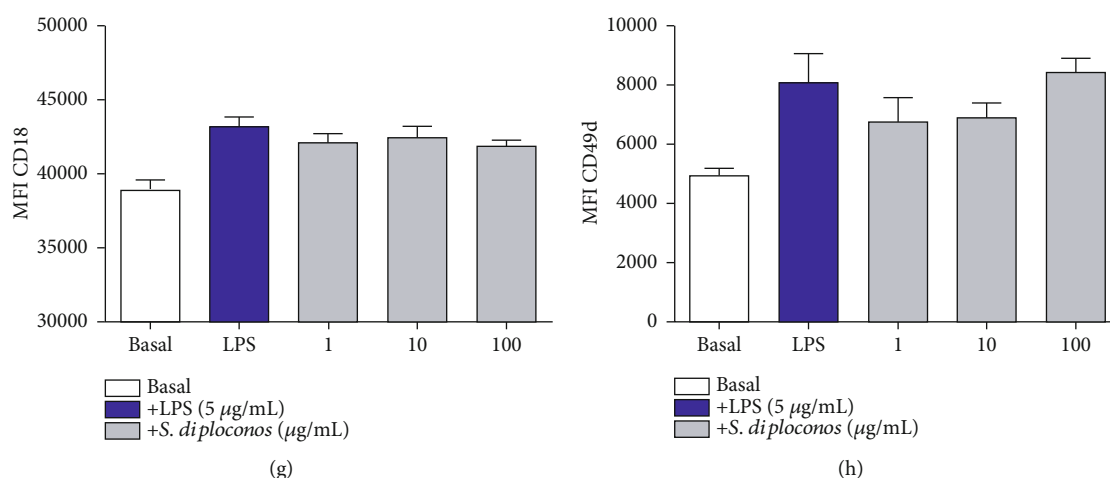 50000
45000
40000
35000
30000
MFI CD18
Basal LPS 1 10 100
Basal
+LPS (5 μg/mL)
+S. diploconos (μg/mL)
(g)
10000
8000
6000
4000
2000
0
MFI CD49d
Basal LPS 1 10 100
Basal
+LPS (5 μg/mL)
+S. diploconos (μg/mL)
(h)